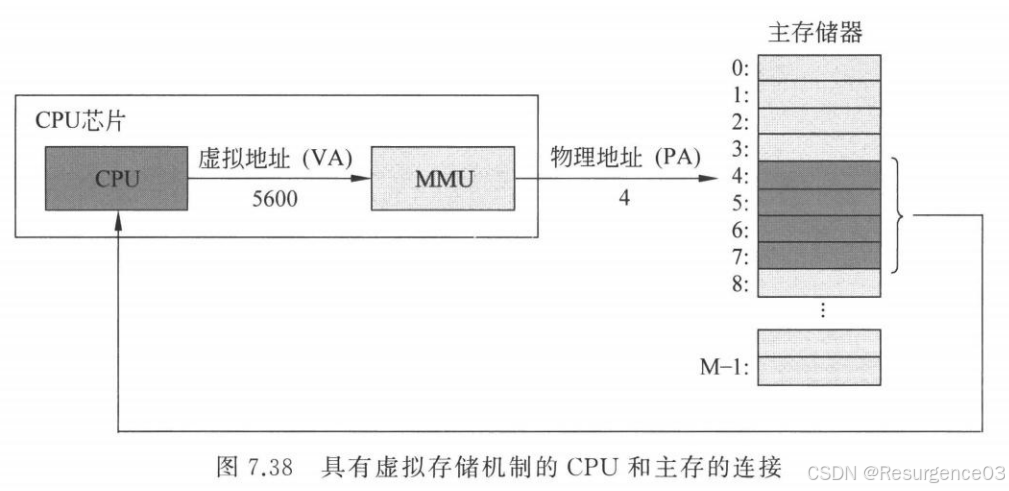 主存储器
0:
1:
2:
3:
4:
5:
6:
7:
8:
⋮
M-1:
CPU芯片
CPU
虚拟地址 (VA)
5600
MMU
物理地址 (PA)
4
图 7.38 具有虚拟存储机制的 CPU 和主存的连接
CSDN @Resurgence03